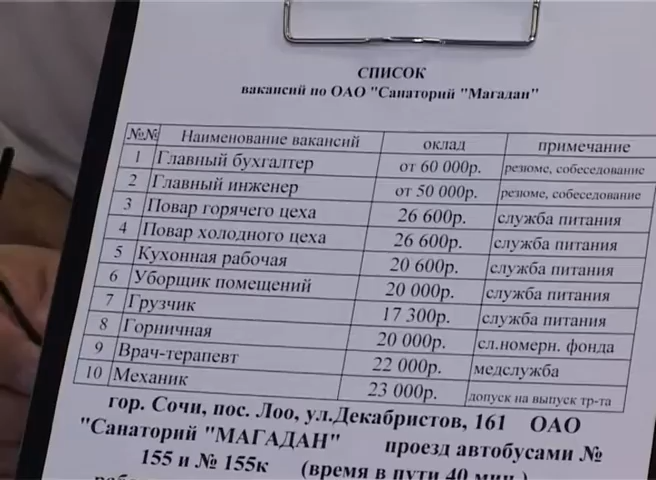 СПИСОК
вакансий по ОАО "Санаторий "Магадан"
№№ Наименование вакансий оклад примечание
1 Главный бухгалтер от 60 000р. резюме, собеседование
2 Главный инженер от 50 000р. резюме, собеседование
3 Повар горячего цеха 26 600р. служба питания
4 Повар холодного цеха 26 600р. служба питания
5 Кухонная рабочая 20 600р. служба питания
6 Уборщик помещений 20 000р. служба питания
7 Грузчик 17 300р. служба питания
8 Горничная 20 000р. сл.номерн. фонда
9 Врач-терапевт 22 000р. медслужба
10 Механик 23 000р. допуск на выпуск тр-та
гор. Сочи, пос. Лоо, ул.Декабристов, 161 ОАО
"Санаторий "МАГАДАН" проезд автобусами №
155 и № 155к (время в пути 40 мин.)